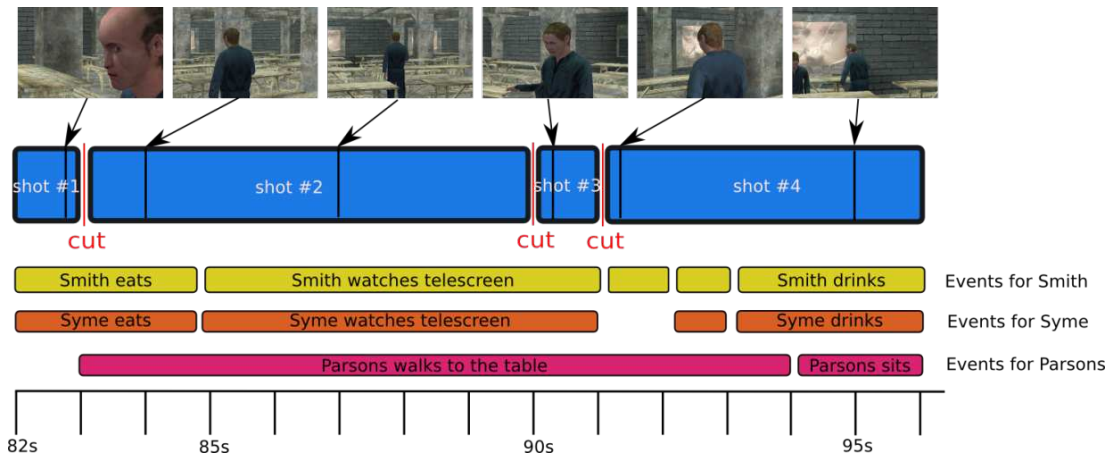 shot #1
shot #2
shot #3
shot #4
cut
cut
cut
Smith eats
Smith watches telescreen
Smith drinks
Events for Smith
Syme eats
Syme watches telescreen
Syme drinks
Events for Syme
Parsons walks to the table
Parsons sits
Events for Parsons
82s
85s
90s
95s